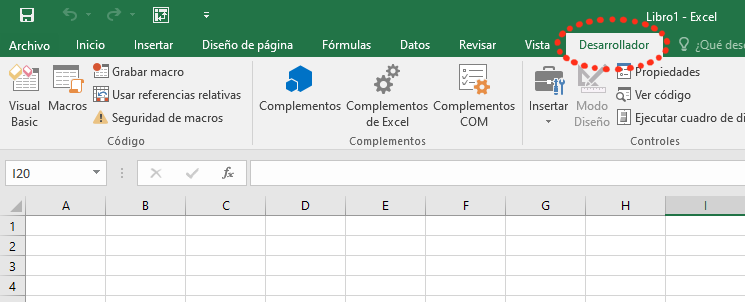 Libro1 - Excel
Archivo Inicio Insertar Diseño de página Fórmulas Datos Revisar Vista Desarrollador ¿Qué des
Visual Basic
Macros
Grabar macro
Usar referencias relativas
Seguridad de macros
Código
Complementos
Complementos de Excel
Complementos COM
Complementos
Insertar
Modo Diseño
Propiedades
Ver código
Ejecutar cuadro de di
Controles
I20 fx
A B C D E F G H I
1
2
3
4